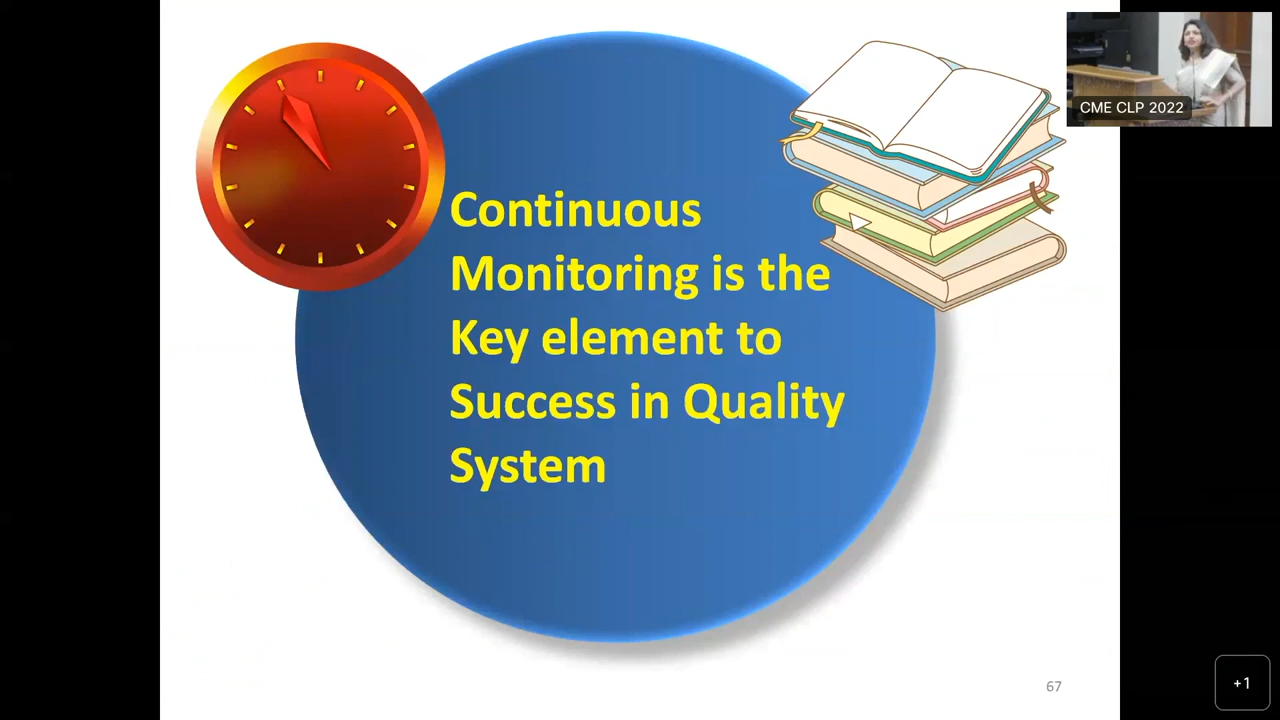 CME CLP 2022
Continuous
Monitoring is the
Key element to
Success in Quality
System
67
+1